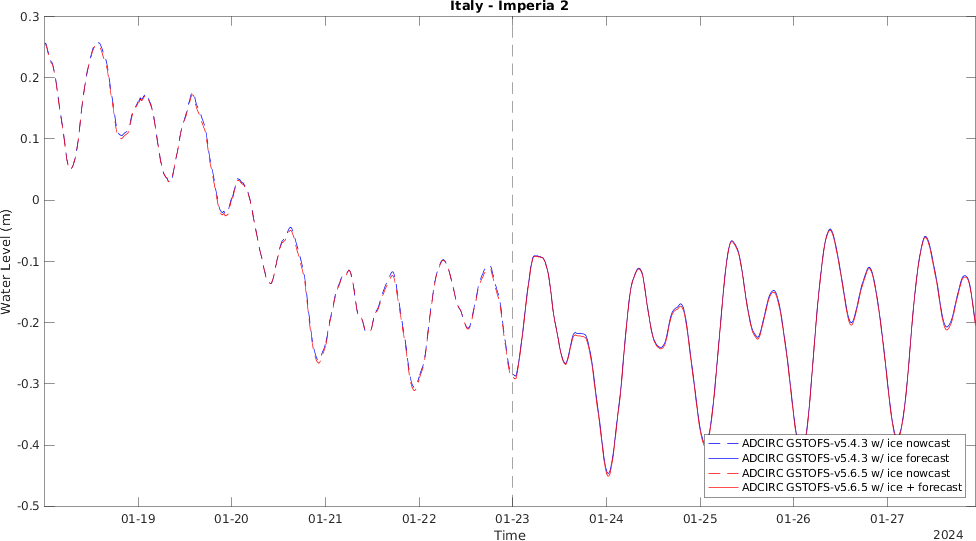 Italy - Imperia 2
0.3
0.2
0.1
0
-0.1
-0.2
-0.3
-0.4
-0.5
Water Level (m)
ADCIRC GSTOFS-v5.4.3 w/ ice nowcast
ADCIRC GSTOFS-v5.4.3 w/ ice forecast
ADCIRC GSTOFS-v5.6.5 w/ ice nowcast
ADCIRC GSTOFS-v5.6.5 w/ ice + forecast
01-19 01-20 01-21 01-22 01-23 01-24 01-25 01-26 01-27
Time
2024